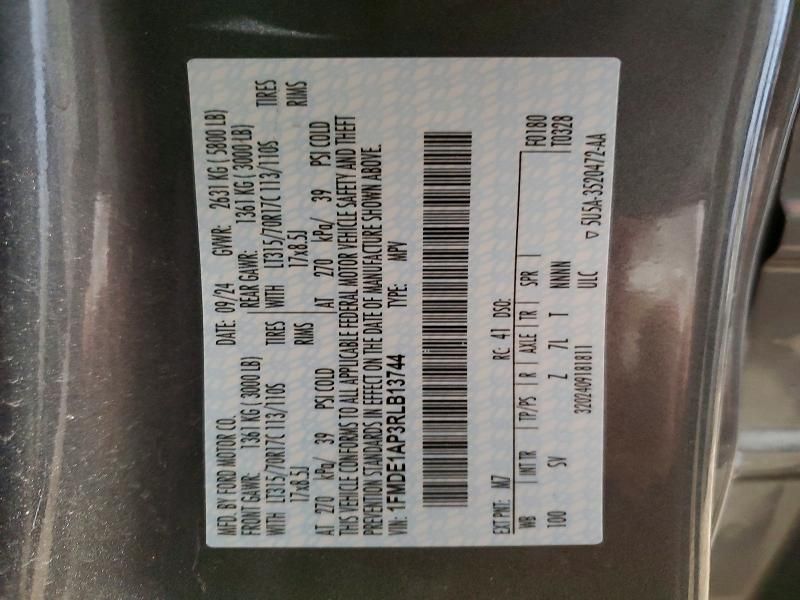 MFD. BY FORD MOTOR CO. DATE: 09/24 GVWR: 2631 KG ( 5800 LB)
FRONT GAWR: 1361 KG ( 3000 LB) REAR GAWR: 1361 KG ( 3000 LB)
WITH LT315/70R17C 113/110S TIRES WITH LT315/70R17C 113/110S TIRES
17x8.5J RIMS 17x8.5J RIMS
AT 270 kPa/ 39 PSI COLD AT 270 kPa/ 39 PSI COLD
THIS VEHICLE CONFORMS TO ALL APPLICABLE FEDERAL MOTOR VEHICLE SAFETY AND THEFT
PREVENTION STANDARDS IN EFFECT ON THE DATE OF MANUFACTURE SHOWN ABOVE.
VIN: 1FMDE1AP3RLB13744 TYPE: MPV
EXT PNT: MZ RC: 41 DSO:
WB INT TR TP/PS R AXLE TR SPR F0180
100 SV Z 7L T NNNN T0328
3202409181811 ULC ▽ 5U5A-3520472-AA